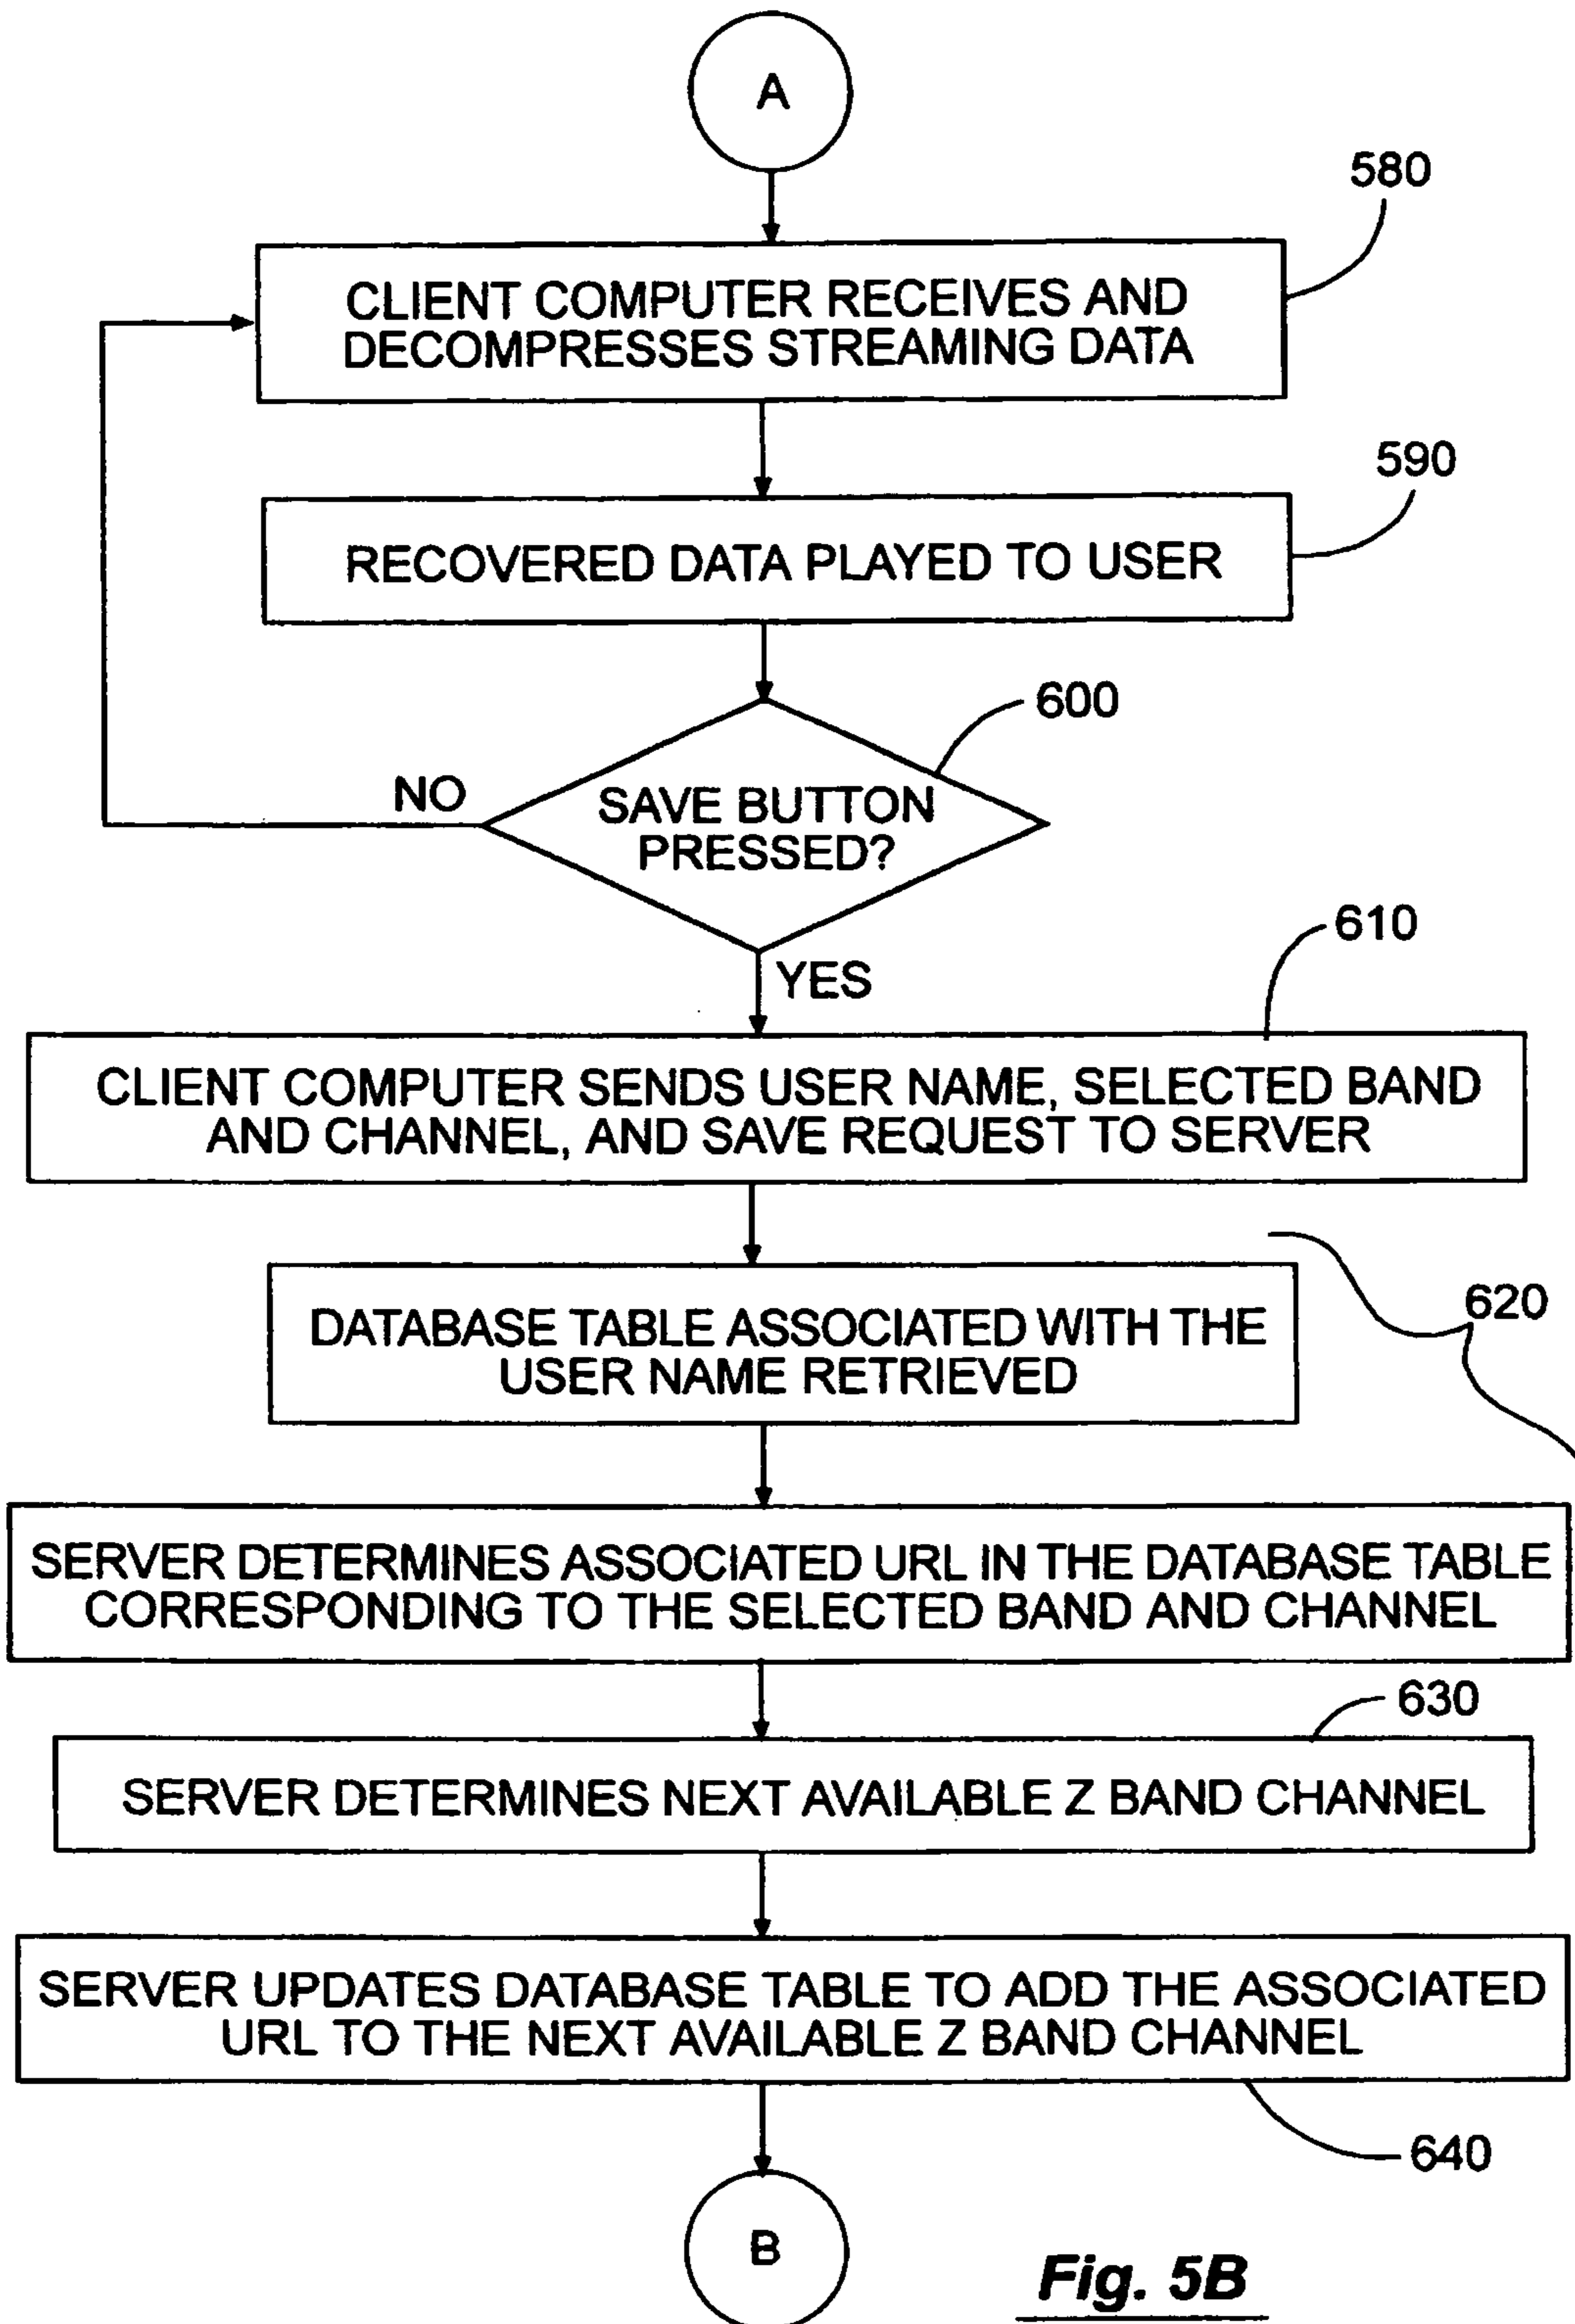 A
580
CLIENT COMPUTER RECEIVES AND
DECOMPRESSES STREAMING DATA
590
RECOVERED DATA PLAYED TO USER
600
NO
SAVE BUTTON
PRESSED?
YES
610
CLIENT COMPUTER SENDS USER NAME, SELECTED BAND
AND CHANNEL, AND SAVE REQUEST TO SERVER
620
DATABASE TABLE ASSOCIATED WITH THE
USER NAME RETRIEVED
SERVER DETERMINES ASSOCIATED URL IN THE DATABASE TABLE
CORRESPONDING TO THE SELECTED BAND AND CHANNEL
630
SERVER DETERMINES NEXT AVAILABLE Z BAND CHANNEL
SERVER UPDATES DATABASE TABLE TO ADD THE ASSOCIATED
URL TO THE NEXT AVAILABLE Z BAND CHANNEL
640
B
Fig. 5B